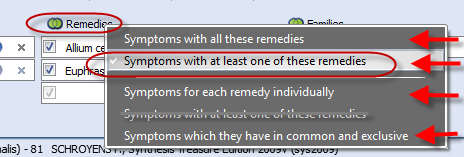 Remedies
Families
Symptoms with all these remedies
Allium ce
Symptoms with at least one of these remedies
Euphras
Symptoms for each remedy individually
Symptoms with at least one of these remedies
Symptoms which they have in common and exclusive
nalis) - 81 SCHROYENS F., Synthesis Treasure Edition 2009V (sys2009)